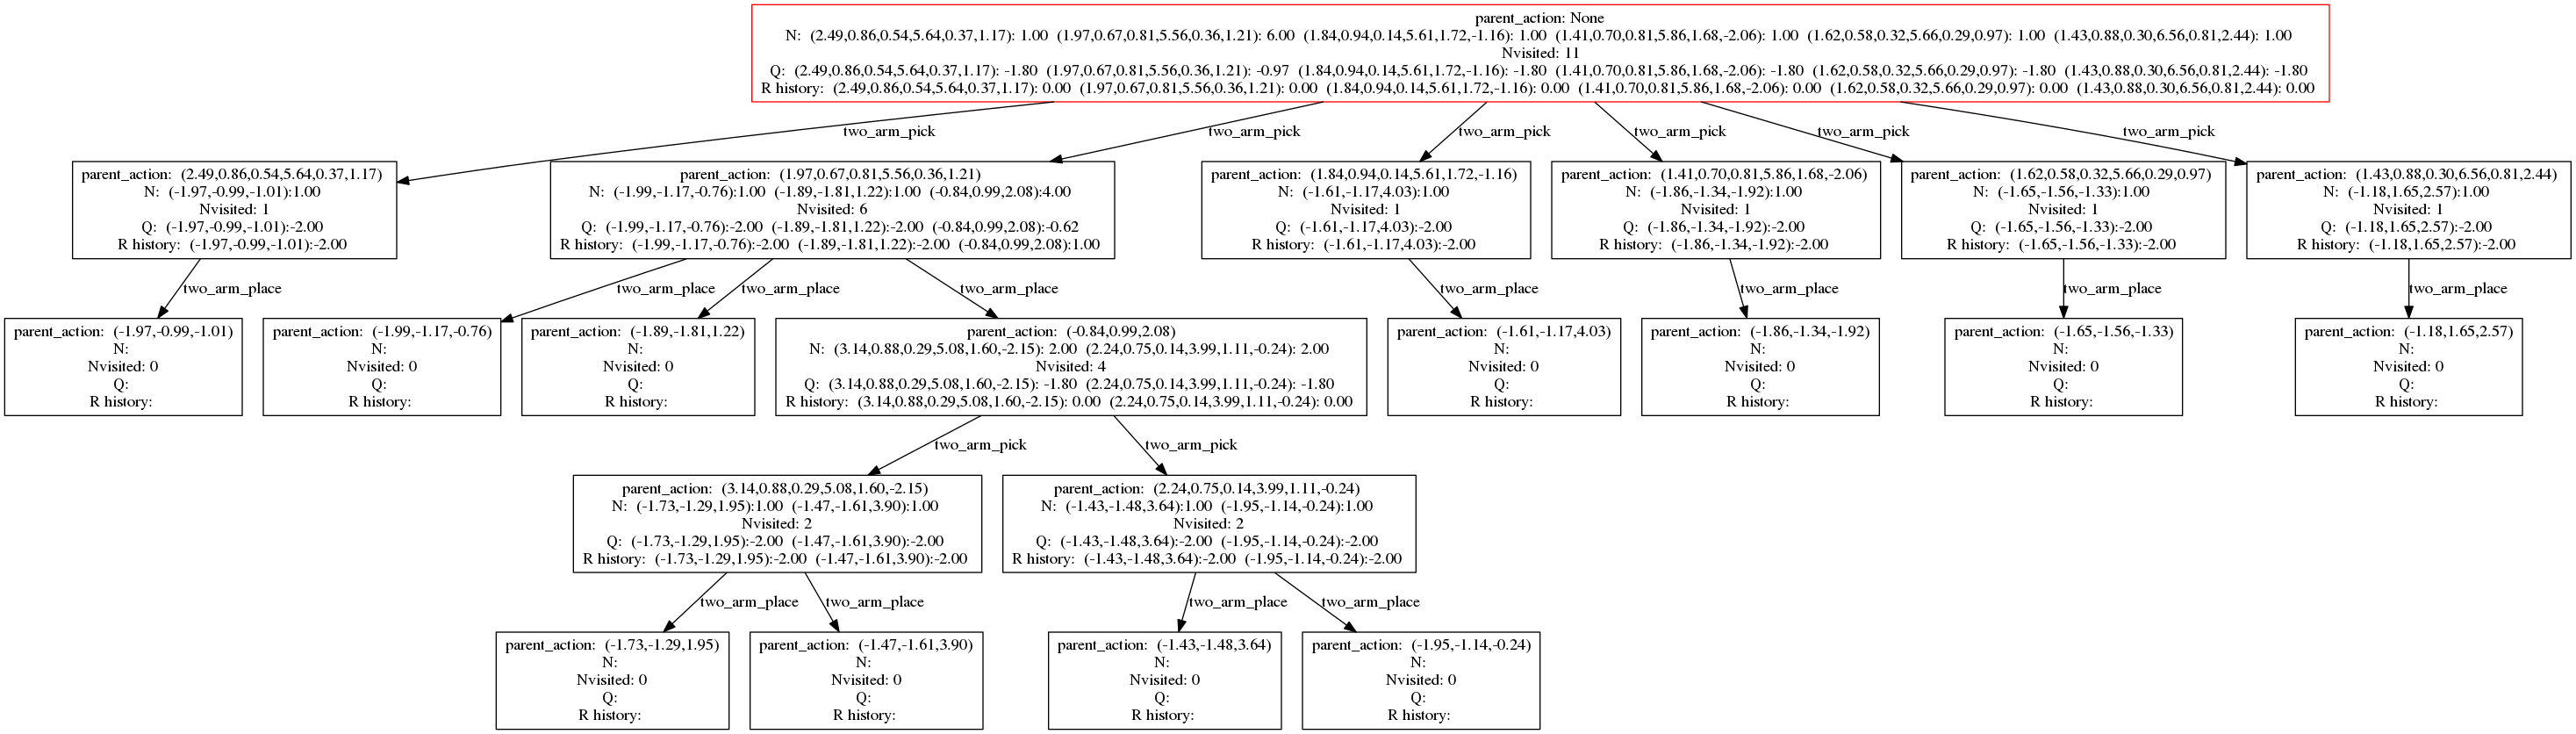 parent_action: None
N: (2.49,0.86,0.54,5.64,0.37,1.17): 1.00 (1.97,0.67,0.81,5.56,0.36,1.21): 6.00 (1.84,0.94,0.14,5.61,1.72,-1.16): 1.00 (1.41,0.70,0.81,5.86,1.68,-2.06): 1.00 (1.62,0.58,0.32,5.66,0.29,0.97): 1.00 (1.43,0.88,0.30,6.56,0.81,2.44): 1.00
Nvisited: 11
Q: (2.49,0.86,0.54,5.64,0.37,1.17): -1.80 (1.97,0.67,0.81,5.56,0.36,1.21): -0.97 (1.84,0.94,0.14,5.61,1.72,-1.16): -1.80 (1.41,0.70,0.81,5.86,1.68,-2.06): -1.80 (1.62,0.58,0.32,5.66,0.29,0.97): -1.80 (1.43,0.88,0.30,6.56,0.81,2.44): -1.80
R history: (2.49,0.86,0.54,5.64,0.37,1.17): 0.00 (1.97,0.67,0.81,5.56,0.36,1.21): 0.00 (1.84,0.94,0.14,5.61,1.72,-1.16): 0.00 (1.41,0.70,0.81,5.86,1.68,-2.06): 0.00 (1.62,0.58,0.32,5.66,0.29,0.97): 0.00 (1.43,0.88,0.30,6.56,0.81,2.44): 0.00
two_arm_pick
two_arm_pick
two_arm_pick
two_arm_pick
two_arm_pick
two_arm_pick
parent_action: (2.49,0.86,0.54,5.64,0.37,1.17)
N: (-1.97,-0.99,-1.01):1.00
Nvisited: 1
Q: (-1.97,-0.99,-1.01):-2.00
R history: (-1.97,-0.99,-1.01):-2.00
parent_action: (1.97,0.67,0.81,5.56,0.36,1.21)
N: (-1.99,-1.17,-0.76):1.00 (-1.89,-1.81,1.22):1.00 (-0.84,0.99,2.08):4.00
Nvisited: 6
Q: (-1.99,-1.17,-0.76):-2.00 (-1.89,-1.81,1.22):-2.00 (-0.84,0.99,2.08):-0.62
R history: (-1.99,-1.17,-0.76):-2.00 (-1.89,-1.81,1.22):-2.00 (-0.84,0.99,2.08):1.00
parent_action: (1.84,0.94,0.14,5.61,1.72,-1.16)
N: (-1.61,-1.17,4.03):1.00
Nvisited: 1
Q: (-1.61,-1.17,4.03):-2.00
R history: (-1.61,-1.17,4.03):-2.00
parent_action: (1.41,0.70,0.81,5.86,1.68,-2.06)
N: (-1.86,-1.34,-1.92):1.00
Nvisited: 1
Q: (-1.86,-1.34,-1.92):-2.00
R history: (-1.86,-1.34,-1.92):-2.00
parent_action: (1.62,0.58,0.32,5.66,0.29,0.97)
N: (-1.65,-1.56,-1.33):1.00
Nvisited: 1
Q: (-1.65,-1.56,-1.33):-2.00
R history: (-1.65,-1.56,-1.33):-2.00
parent_action: (1.43,0.88,0.30,6.56,0.81,2.44)
N: (-1.18,1.65,2.57):1.00
Nvisited: 1
Q: (-1.18,1.65,2.57):-2.00
R history: (-1.18,1.65,2.57):-2.00
two_arm_place
two_arm_place
two_arm_place
two_arm_place
two_arm_place
two_arm_place
two_arm_place
two_arm_place
parent_action: (-1.97,-0.99,-1.01)
N:
Nvisited: 0
Q:
R history:
parent_action: (-1.99,-1.17,-0.76)
N:
Nvisited: 0
Q:
R history:
parent_action: (-1.89,-1.81,1.22)
N:
Nvisited: 0
Q:
R history:
parent_action: (-0.84,0.99,2.08)
N: (3.14,0.88,0.29,5.08,1.60,-2.15): 2.00 (2.24,0.75,0.14,3.99,1.11,-0.24): 2.00
Nvisited: 4
Q: (3.14,0.88,0.29,5.08,1.60,-2.15): -1.80 (2.24,0.75,0.14,3.99,1.11,-0.24): -1.80
R history: (3.14,0.88,0.29,5.08,1.60,-2.15): 0.00 (2.24,0.75,0.14,3.99,1.11,-0.24): 0.00
parent_action: (-1.61,-1.17,4.03)
N:
Nvisited: 0
Q:
R history:
parent_action: (-1.86,-1.34,-1.92)
N:
Nvisited: 0
Q:
R history:
parent_action: (-1.65,-1.56,-1.33)
N:
Nvisited: 0
Q:
R history:
parent_action: (-1.18,1.65,2.57)
N:
Nvisited: 0
Q:
R history:
two_arm_pick
two_arm_pick
parent_action: (3.14,0.88,0.29,5.08,1.60,-2.15)
N: (-1.73,-1.29,1.95):1.00 (-1.47,-1.61,3.90):1.00
Nvisited: 2
Q: (-1.73,-1.29,1.95):-2.00 (-1.47,-1.61,3.90):-2.00
R history: (-1.73,-1.29,1.95):-2.00 (-1.47,-1.61,3.90):-2.00
parent_action: (2.24,0.75,0.14,3.99,1.11,-0.24)
N: (-1.43,-1.48,3.64):1.00 (-1.95,-1.14,-0.24):1.00
Nvisited: 2
Q: (-1.43,-1.48,3.64):-2.00 (-1.95,-1.14,-0.24):-2.00
R history: (-1.43,-1.48,3.64):-2.00 (-1.95,-1.14,-0.24):-2.00
two_arm_place
two_arm_place
two_arm_place
two_arm_place
parent_action: (-1.73,-1.29,1.95)
N:
Nvisited: 0
Q:
R history:
parent_action: (-1.47,-1.61,3.90)
N:
Nvisited: 0
Q:
R history:
parent_action: (-1.43,-1.48,3.64)
N:
Nvisited: 0
Q:
R history:
parent_action: (-1.95,-1.14,-0.24)
N:
Nvisited: 0
Q:
R history: